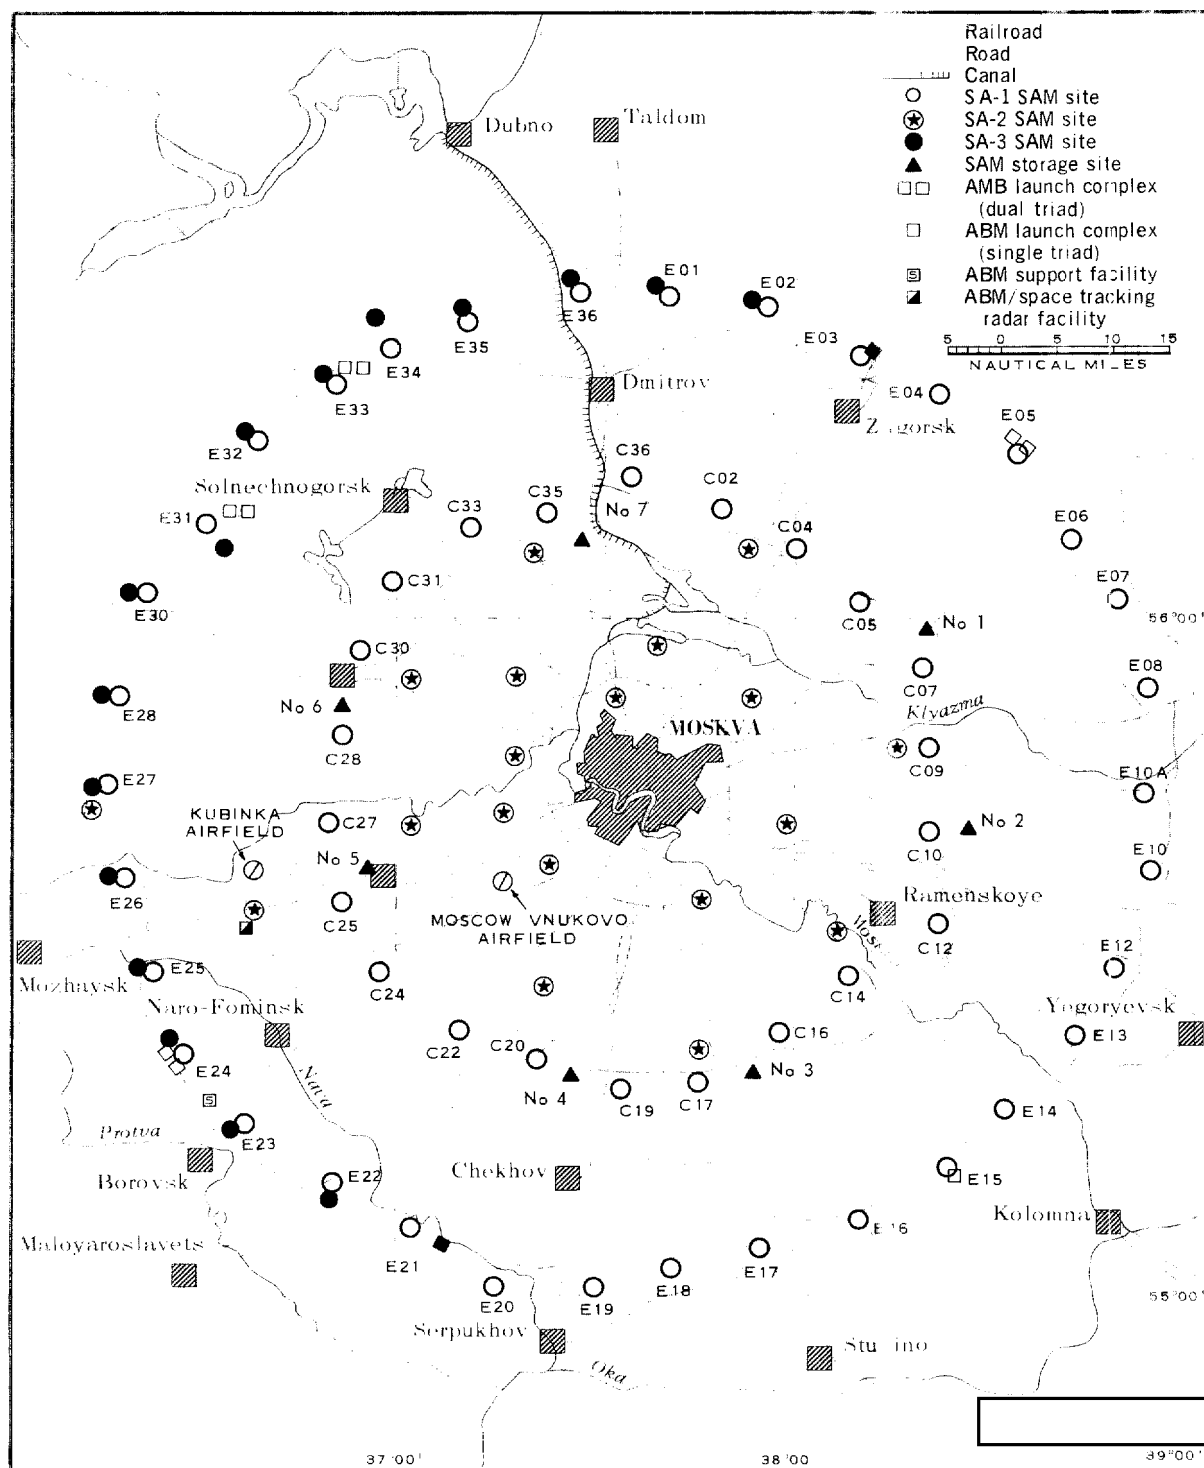 Railroad
Road
Canal
SA-1 SAM site
SA-2 SAM site
SA-3 SAM site
SAM storage site
AMB launch complex
(dual triad)
ABM launch complex
(single triad)
S ABM support facility
ABM/space tracking
radar facility
5 0 5 10 15
NAUTICAL MILES
Dubno
Taldom
E01
E02
E36
E35
E03
E34
Dmitrov
E33
E04
E05
E32
C36
Solnechnogorsk
C33
C35
No 7
C02
E31
C04
E06
C31
E07
E30
C05
No 1
56°00'
C30
E08
C07
E28
No 6
Klyazma
MOSKVA
C28
C09
E27
E10A
KUBINKA
AIRFIELD
C27
No 2
No 5
C10
E10
E26
Ramenskoye
C25
MOSCOW VNUKOVO
AIRFIELD
C12
E12
E25
Mozhaysk
C24
C14
Naro-Fominsk
Yegoryevsk
C22
C20
C16
E13
E24
Nava
No 3
No 4
C19
C17
S
E14
Protva
E23
Borovsk
E22
Chekhov
E15
Kolomna
E16
Maloyaroslavets
E21
E17
E18
E20
E19
55°00'
Serpukhov
Oka
37°00'
38°00
39°00'